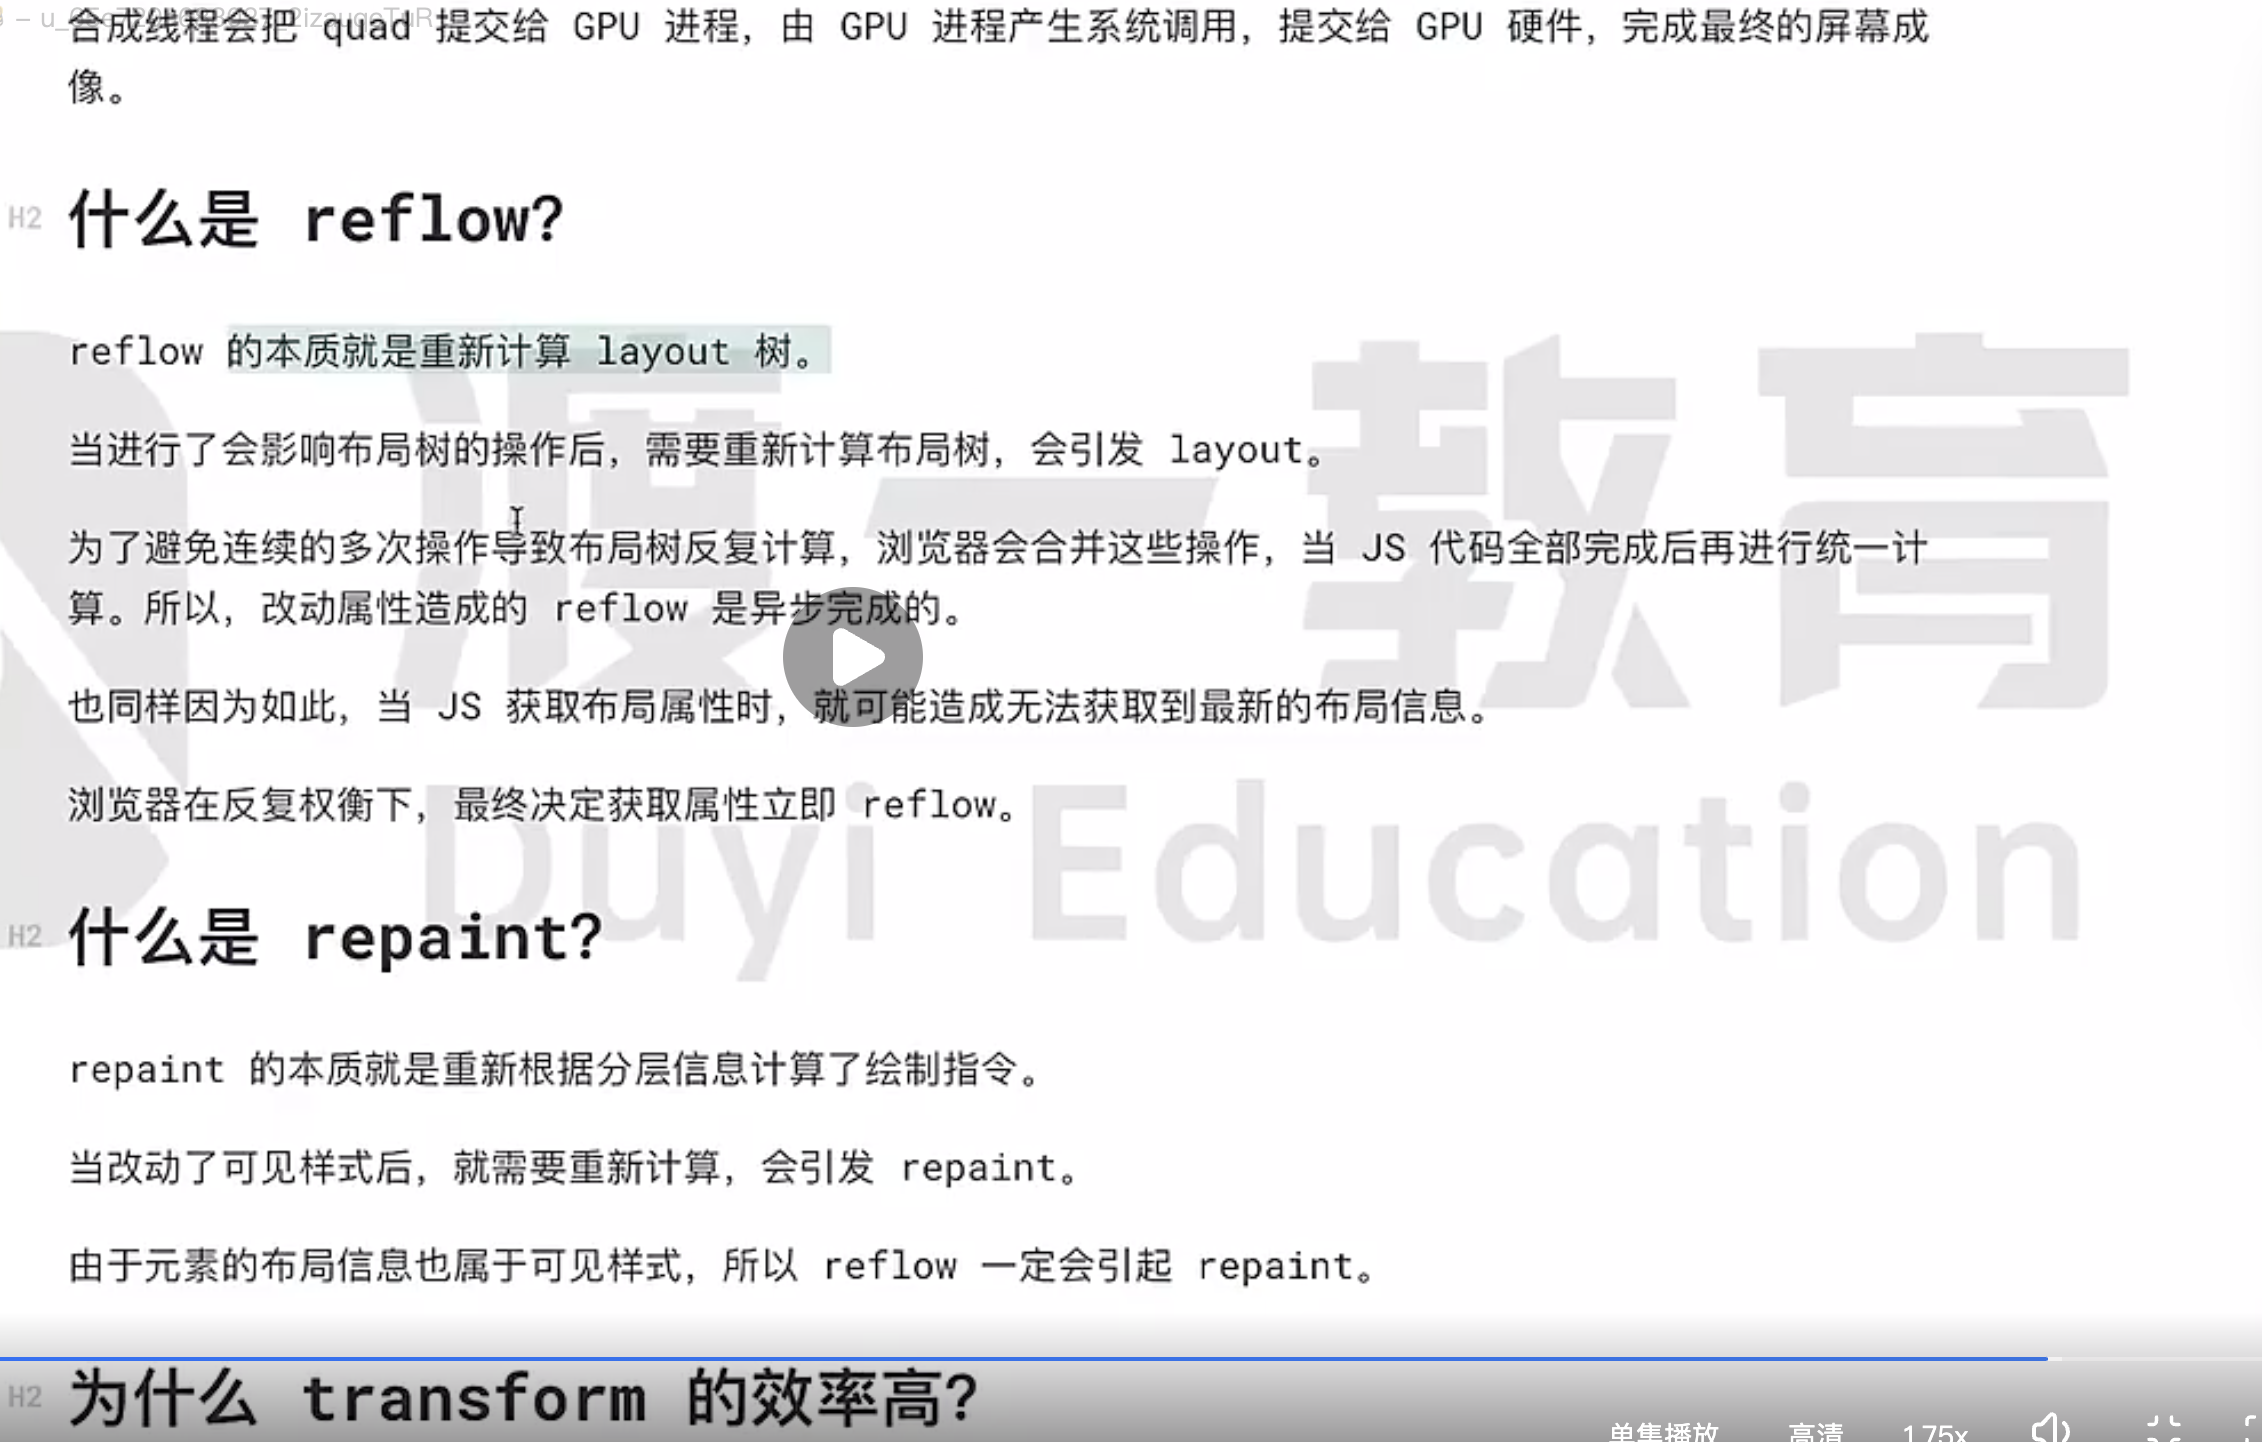 合成线程会把 quad 提交给 GPU 进程，由 GPU 进程产生系统调用，提交给 GPU 硬件，完成最终的屏幕成
像。
H2 什么是 reflow？
reflow 的本质就是重新计算 layout 树。
当进行了会影响布局树的操作后，需要重新计算布局树，会引发 layout。
为了避免连续的多次操作导致布局树反复计算，浏览器会合并这些操作，当 JS 代码全部完成后再进行统一计
算。所以，改动属性造成的 reflow 是异步完成的。
也同样因为如此，当 JS 获取布局属性时，就可能造成无法获取到最新的布局信息。
浏览器在反复权衡下，最终决定获取属性立即 reflow。
渡一教育
Duyi Education
H2 什么是 repaint？
repaint 的本质就是重新根据分层信息计算了绘制指令。
当改动了可见样式后，就需要重新计算，会引发 repaint。
由于元素的布局信息也属于可见样式，所以 reflow 一定会引起 repaint。
H2 为什么 transform 的效率高？
单集播放 高清 1.75x